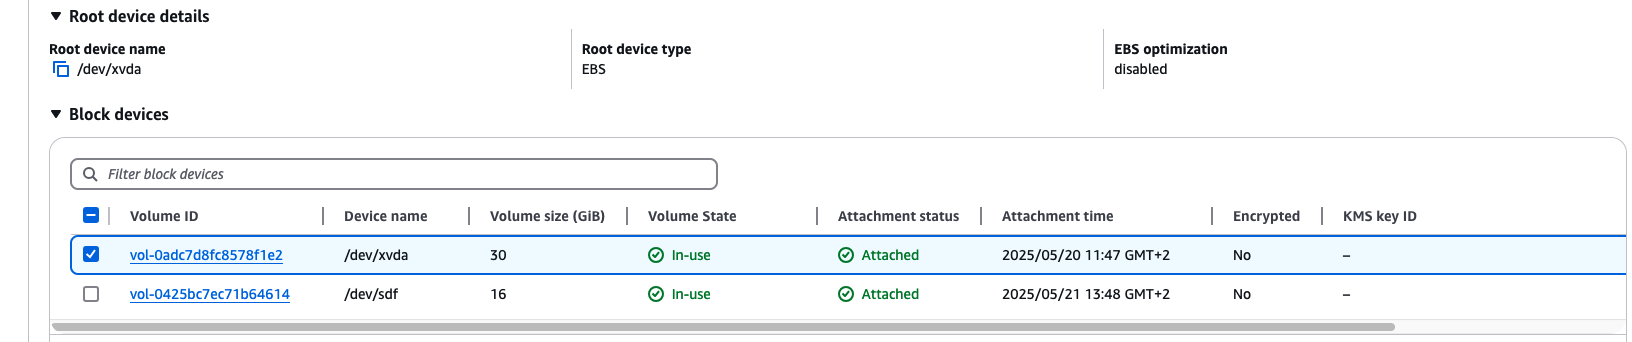 Root device details
Root device name Root device type EBS optimization
/dev/xvda EBS disabled
Block devices
Filter block devices
Volume ID Device name Volume size (GiB) Volume State Attachment status Attachment time Encrypted KMS key ID
vol-0adc7d8fc8578f1e2 /dev/xvda 30 In-use Attached 2025/05/20 11:47 GMT+2 No –
vol-0425bc7ec71b64614 /dev/sdf 16 In-use Attached 2025/05/21 13:48 GMT+2 No –